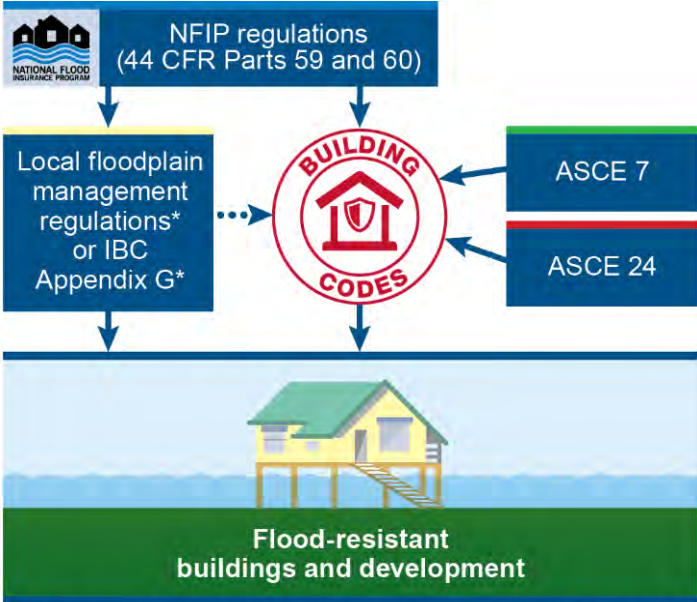 NATIONAL FLOOD
INSURANCE PROGRAM
NFIP regulations
(44 CFR Parts 59 and 60)
Local floodplain
management
regulations*
or IBC
Appendix G*
BUILDING
CODES
ASCE 7
ASCE 24
Flood-resistant
buildings and development